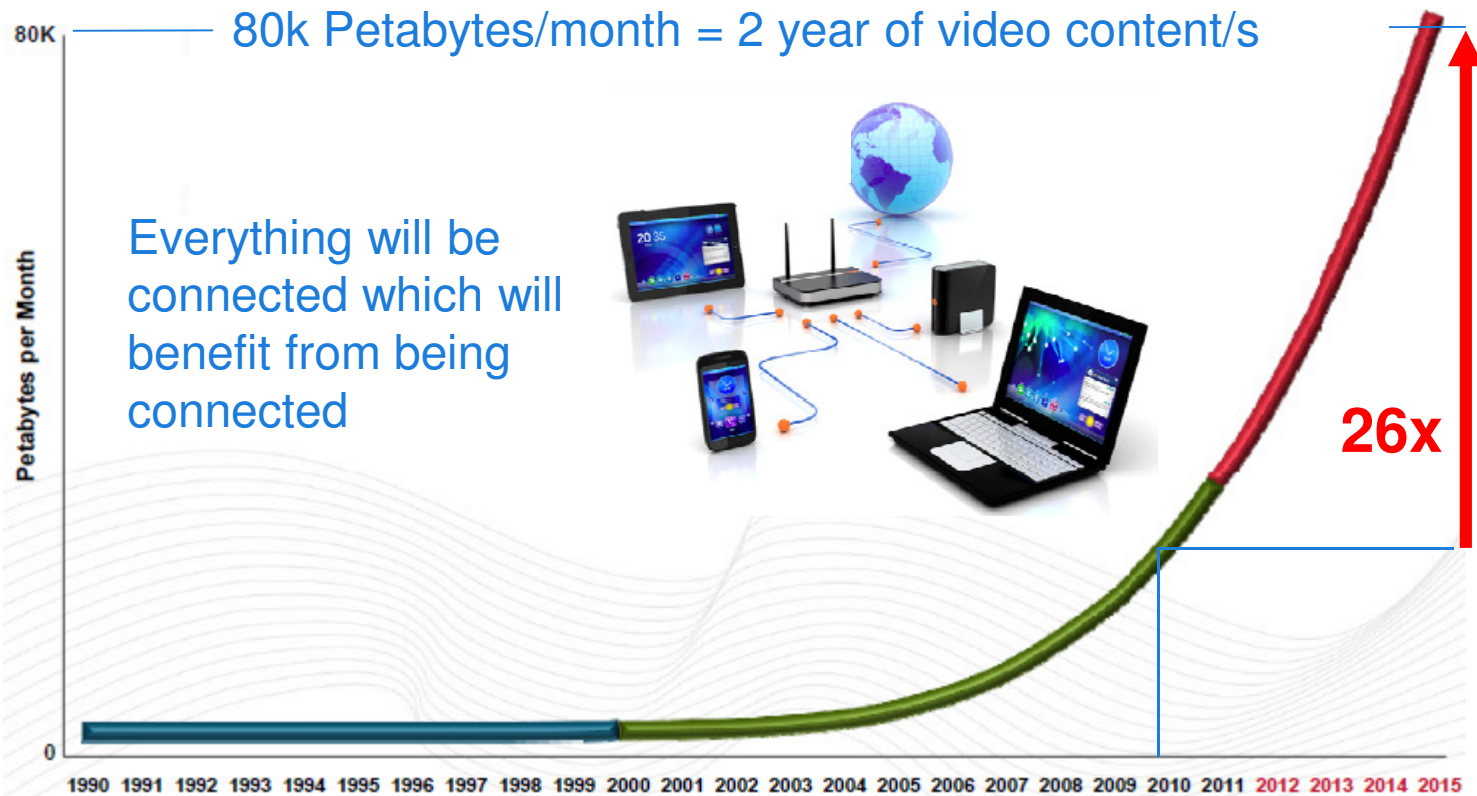 80k Petabytes/month = 2 year of video content/s
80K
Everything will be
connected which will
benefit from being
connected
20:35
Petabytes per Month
26x
0
1990 1991 1992 1993 1994 1995 1996 1997 1998 1999 2000 2001 2002 2003 2004 2005 2006 2007 2008 2009 2010 2011 2012 2013 2014 2015